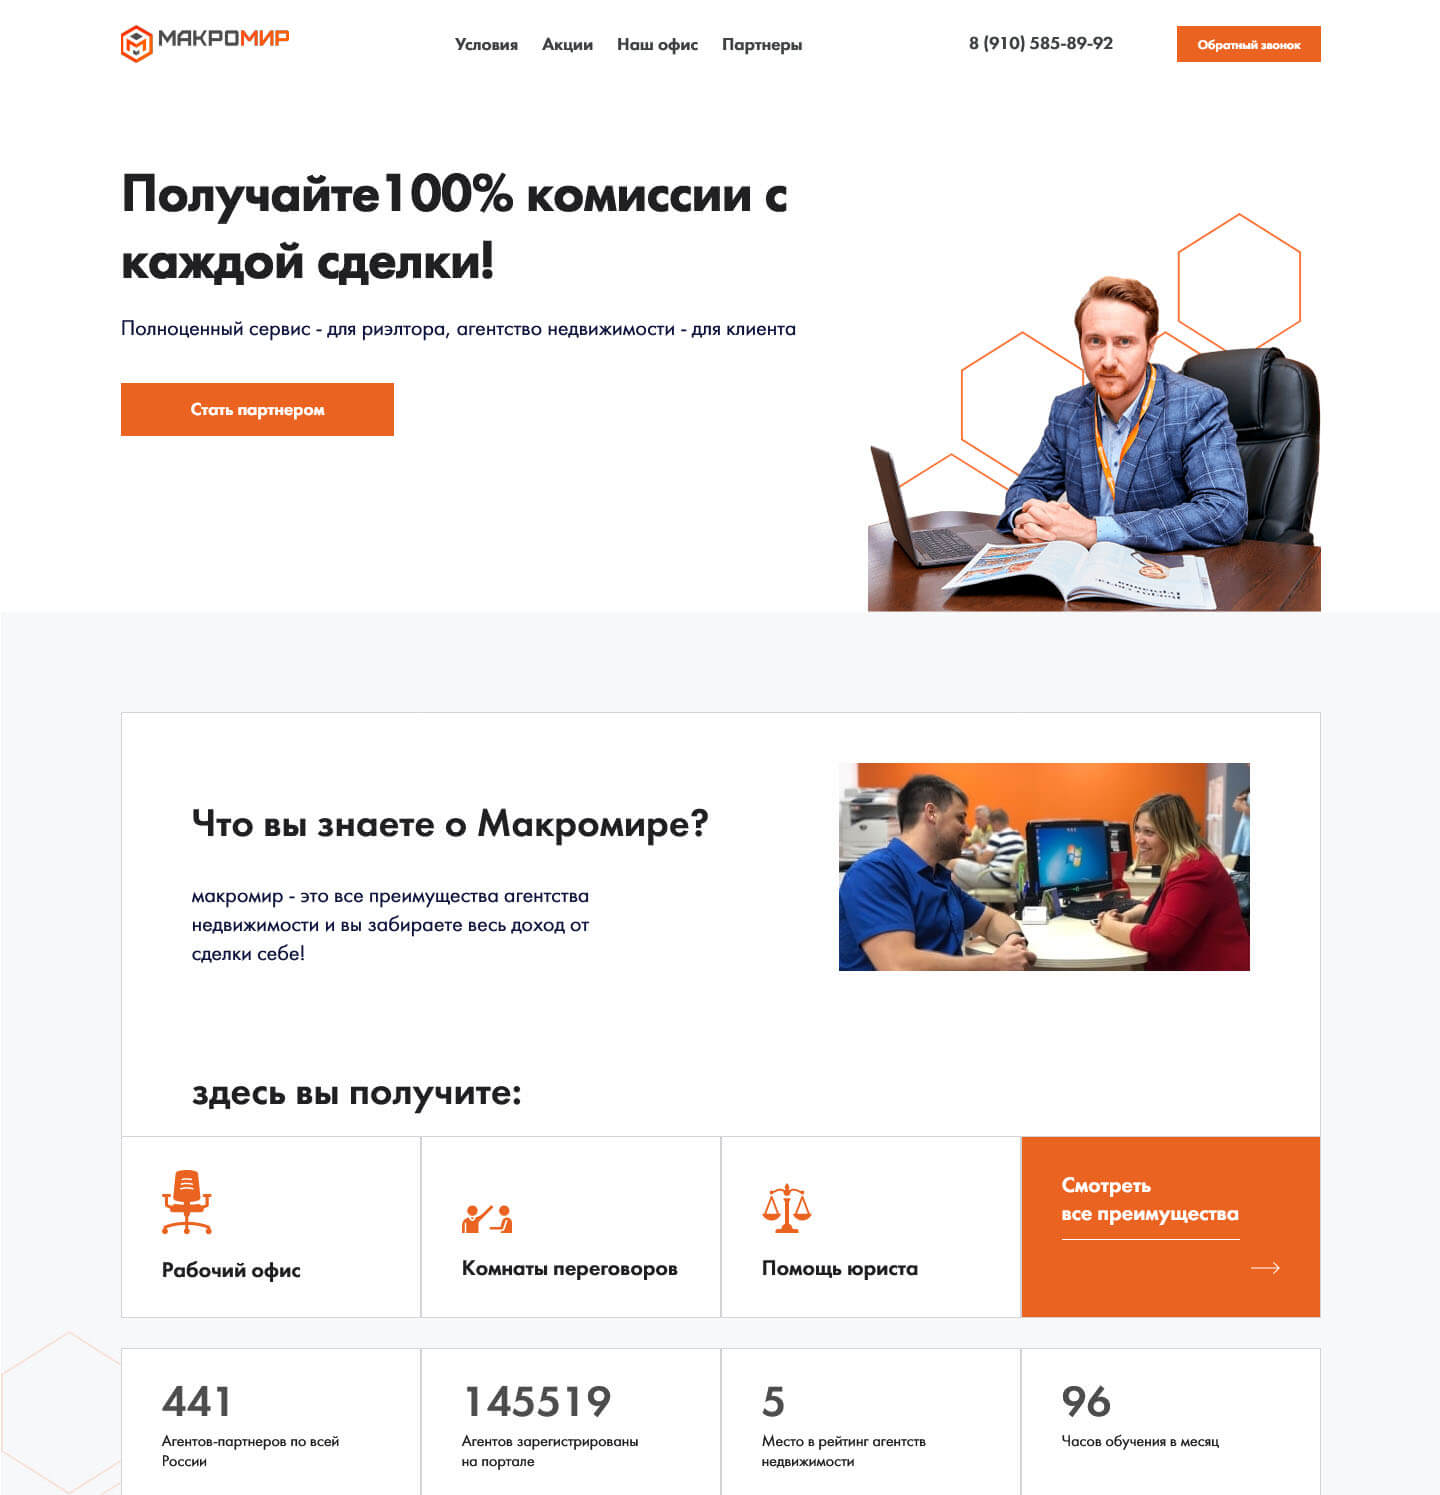 МАКРОМИР
Условия Акции Наш офис Партнеры
8 (910) 585-89-92
Обратный звонок
Получайте100% комиссии с
каждой сделки!
Полноценный сервис - для риэлтора, агентство недвижимости - для клиента
Стать партнером
Что вы знаете о Макромире?
макромир - это все преимущества агентства
недвижимости и вы забираете весь доход от
сделки себе!
здесь вы получите:
Рабочий офис
Комнаты переговоров
Помощь юриста
Смотреть
все преимущества
441
Агентов-партнеров по всей
России
145519
Агентов зарегистрированы
на портале
5
Место в рейтинг агентств
недвижимости
96
Часов обучения в месяц